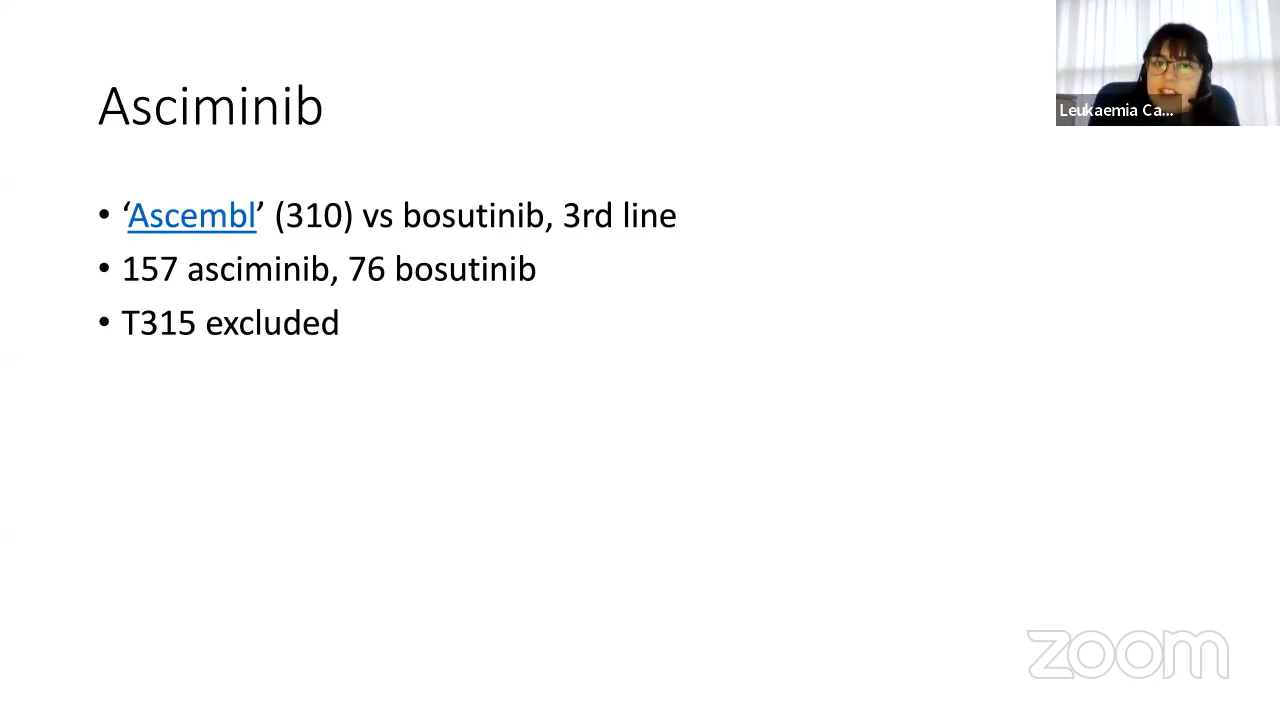 Asciminib
Leukaemia Ca...
• ‘Ascembl’ (310) vs bosutinib, 3rd line
• 157 asciminib, 76 bosutinib
• T315 excluded
zoom